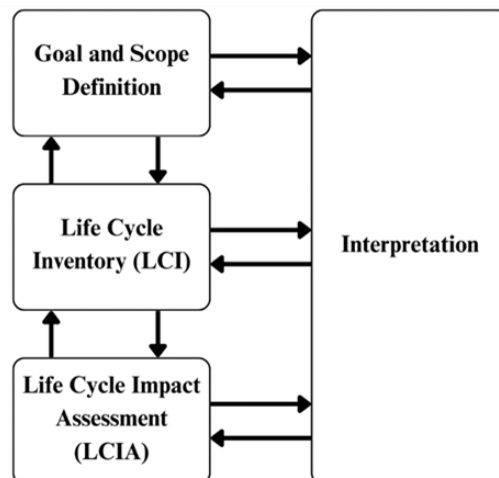 Goal and Scope
Definition
Life Cycle
Inventory (LCI)
Interpretation
Life Cycle Impact
Assessment
(LCIA)